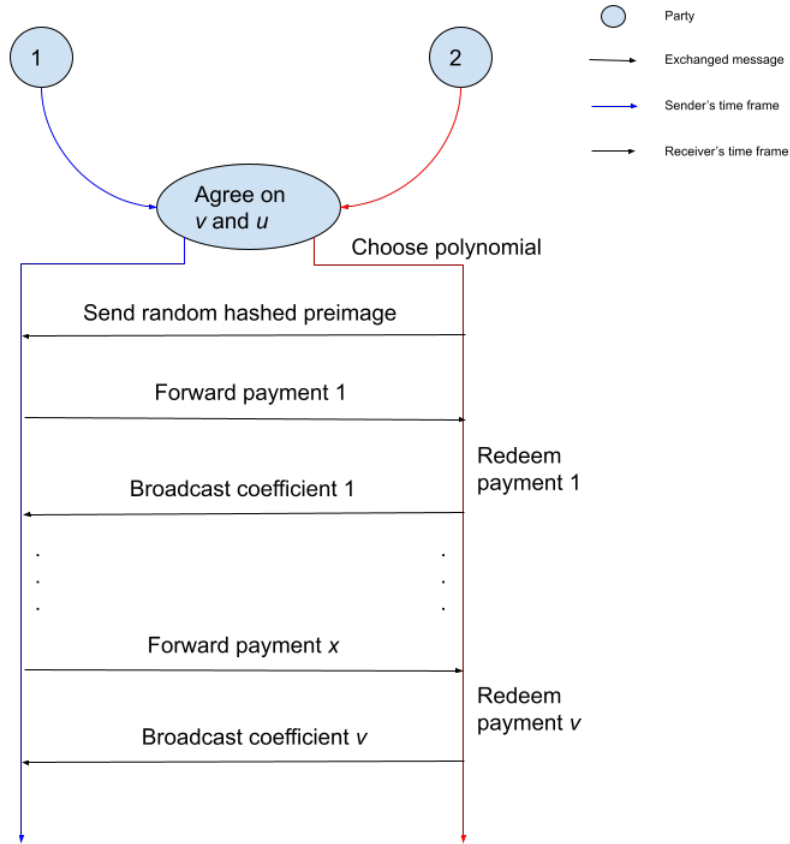 1
2
Party
Exchanged message
Sender's time frame
Receiver's time frame
Agree on
v and u
Choose polynomial
Send random hashed preimage
Forward payment 1
Redeem
payment 1
Broadcast coefficient 1
.
.
.
.
.
.
Forward payment x
Redeem
payment v
Broadcast coefficient v